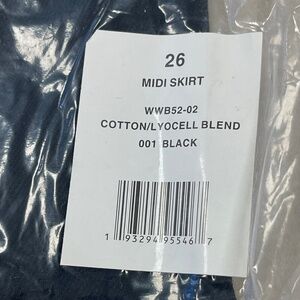 26
MIDI SKIRT
WWB52-02
COTTON/LYOCELL BLEND
001 BLACK
1 93294 95546 7